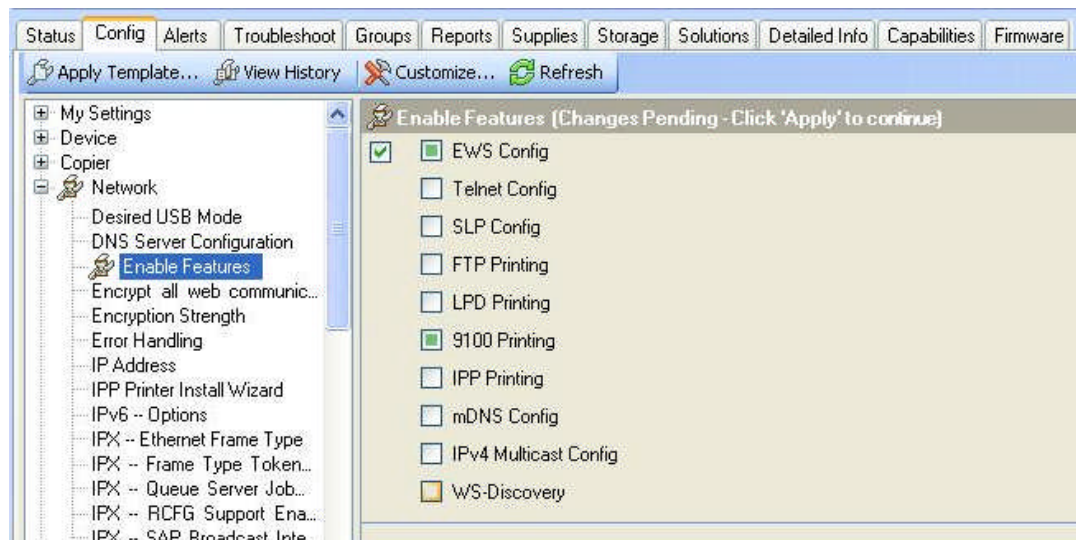 Status Config Alerts Troubleshoot Groups Reports Supplies Storage Solutions Detailed Info Capabilities Firmware
Apply Template... View History Customize... Refresh
My Settings
Device
Copier
Network
Desired USB Mode
DNS Server Configuration
Enable Features
Encrypt all web communic...
Encryption Strength
Error Handling
IP Address
IPP Printer Install Wizard
IPv6 -- Options
IPX -- Ethernet Frame Type
IPX -- Frame Type Token...
IPX -- Queue Server Job...
IPX -- RCFG Support Ena...
IPX -- SAP Broadcast Inte...
Enable Features (Changes Pending - Click 'Apply' to continue)
EWS Config
Telnet Config
SLP Config
FTP Printing
LPD Printing
9100 Printing
IPP Printing
mDNS Config
IPv4 Multicast Config
WS-Discovery